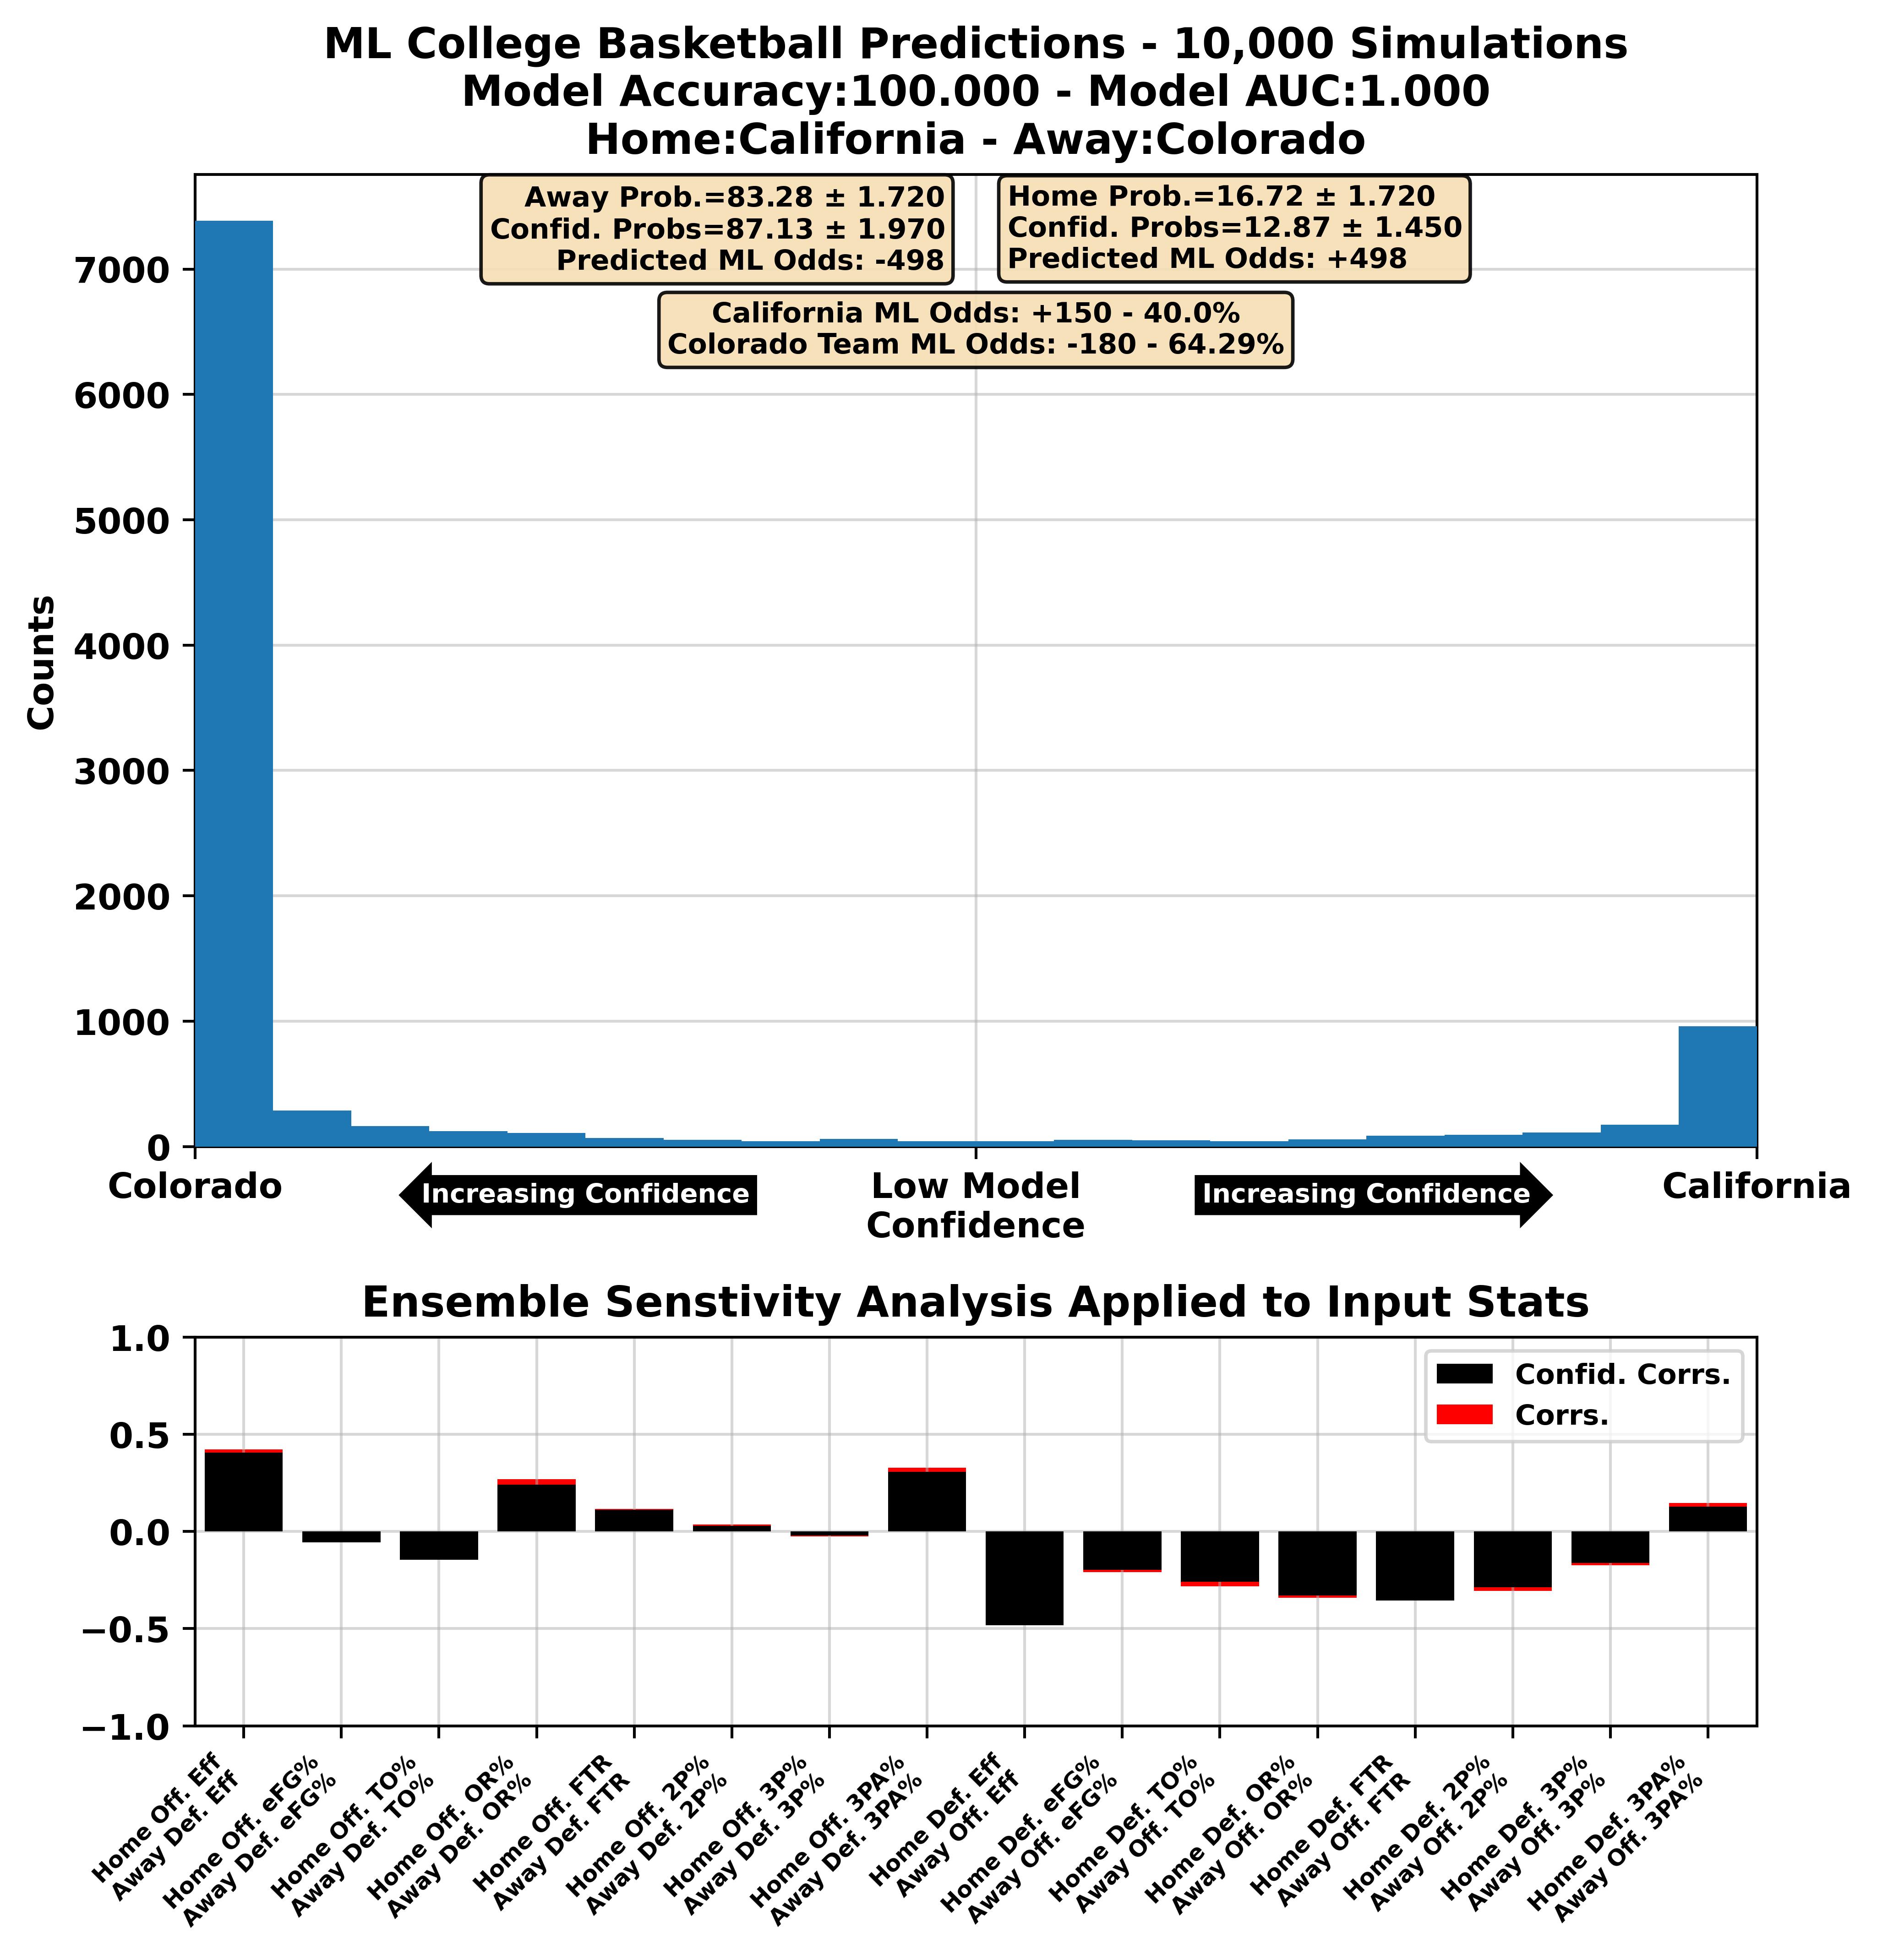 ML College Basketball Predictions - 10,000 Simulations
Model Accuracy:100.000 - Model AUC:1.000
Home:California - Away:Colorado
Away Prob.=83.28 ± 1.720
Confid. Probs=87.13 ± 1.970
Predicted ML Odds: -498
Home Prob.=16.72 ± 1.720
Confid. Probs=12.87 ± 1.450
Predicted ML Odds: +498
California ML Odds: +150 - 40.0%
Colorado Team ML Odds: -180 - 64.29%
Counts
7000
6000
5000
4000
3000
2000
1000
0
Colorado
Increasing Confidence
Low Model
Confidence
Increasing Confidence
California
Ensemble Senstivity Analysis Applied to Input Stats
1.0
0.5
0.0
−0.5
−1.0
Confid. Corrs.
Corrs.
Home Off. Eff
Away Def. Eff
Home Off. eFG%
Away Def. eFG%
Home Off. TO%
Away Def. TO%
Home Off. OR%
Away Def. OR%
Home Off. FTR
Away Def. FTR
Home Off. 2P%
Away Def. 2P%
Home Off. 3P%
Away Def. 3P%
Home Off. 3PA%
Away Def. 3PA%
Home Def. Eff
Away Off. Eff
Home Def. eFG%
Away Off. eFG%
Home Def. TO%
Away Off. TO%
Home Def. OR%
Away Off. OR%
Home Def. FTR
Away Off. FTR
Home Def. 2P%
Away Off. 2P%
Home Def. 3P%
Away Off. 3P%
Home Def. 3PA%
Away Off. 3PA%